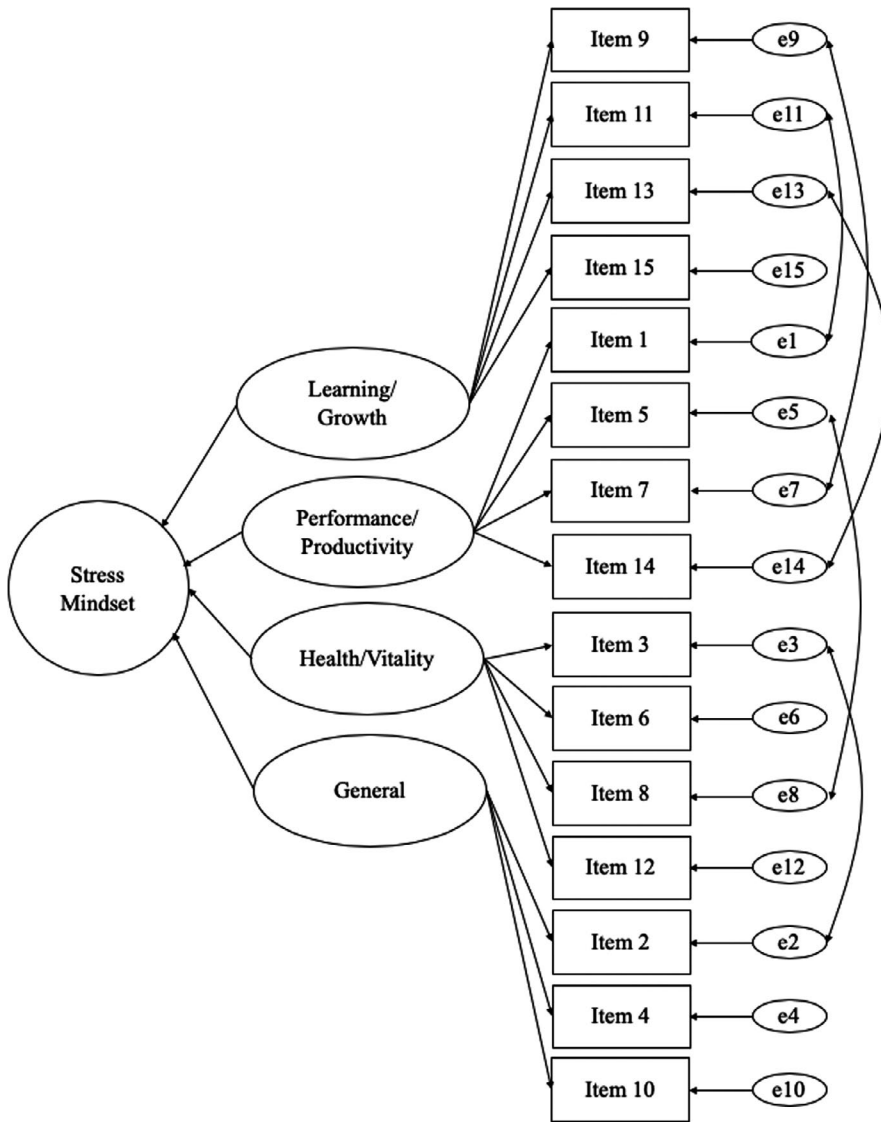 Item 9
e9
Item 11
e11
Item 13
e13
Item 15
e15
Item 1
e1
Learning/
Growth
Item 5
e5
Item 7
e7
Performance/
Productivity
Item 14
e14
Stress
Mindset
Item 3
e3
Health/Vitality
Item 6
e6
General
Item 8
e8
Item 12
e12
Item 2
e2
Item 4
e4
Item 10
e10